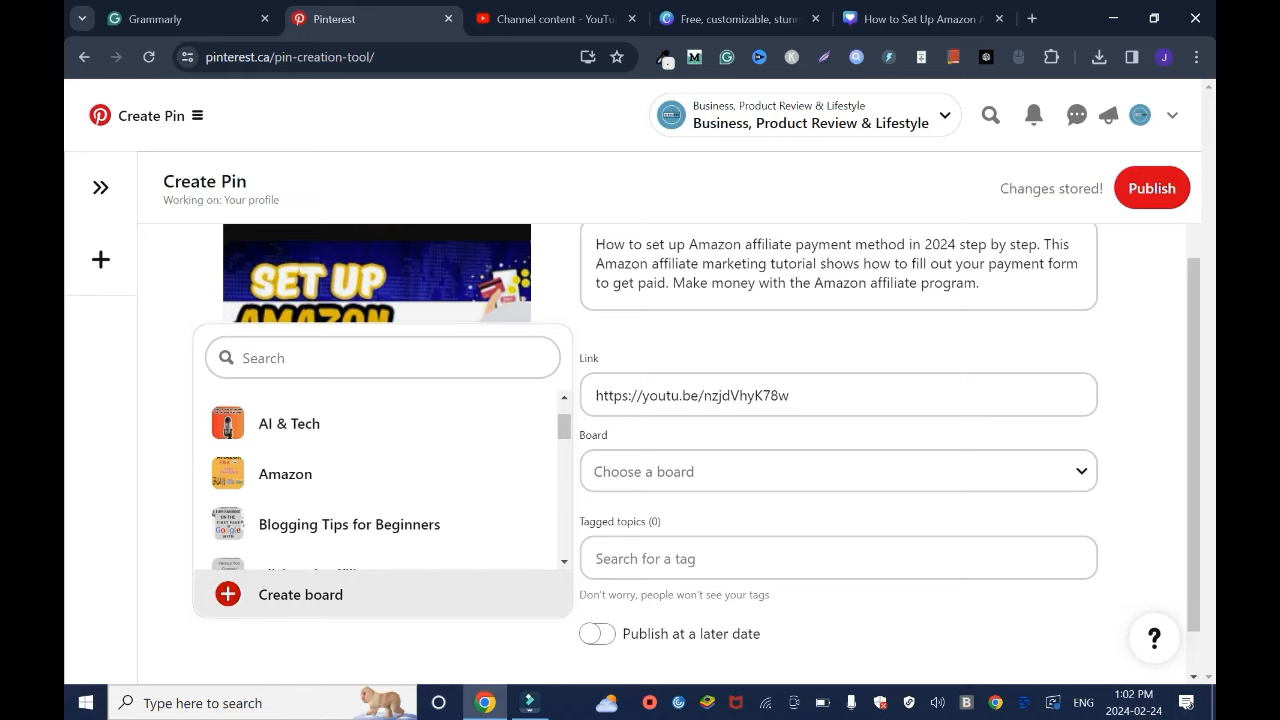 Grammarly
Pinterest
Channel content - YouTu
Free, customizable, stunn
How to Set Up Amazon A
pinterest.ca/pin-creation-tool/
Create Pin
Business, Product Review & Lifestyle
Business, Product Review & Lifestyle
Create Pin
Working on: Your profile
Changes stored!
Publish
SET UP
AMAZON
How to set up Amazon affiliate payment method in 2024 step by step. This
Amazon affiliate marketing tutorial shows how to fill out your payment form
to get paid. Make money with the Amazon affiliate program.
Search
AI & Tech
Amazon
Blogging Tips for Beginners
Create board
Link
https://youtu.be/nzjdVhyK78w
Board
Choose a board
Tagged topics (0)
Search for a tag
Don't worry, people won't see your tags
Publish at a later date
?
Type here to search
ENG
1:02 PM
2024-02-24